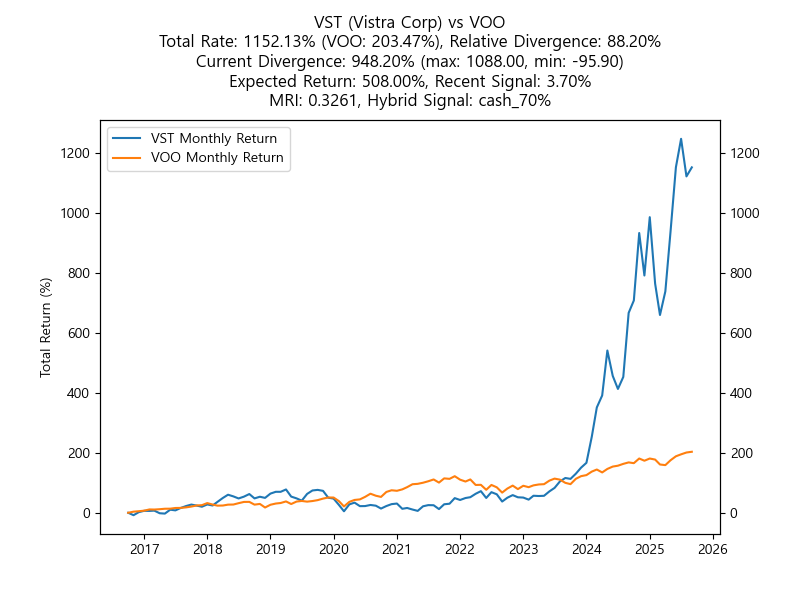 VST (Vistra Corp) vs VOO
Total Rate: 1152.13% (VOO: 203.47%), Relative Divergence: 88.20%
Current Divergence: 948.20% (max: 1088.00, min: -95.90)
Expected Return: 508.00%, Recent Signal: 3.70%
MRI: 0.3261, Hybrid Signal: cash_70%
VST Monthly Return
VOO Monthly Return
Total Return (%)
1200
1000
800
600
400
200
0
1200
1000
800
600
400
200
0
2017 2018 2019 2020 2021 2022 2023 2024 2025 2026